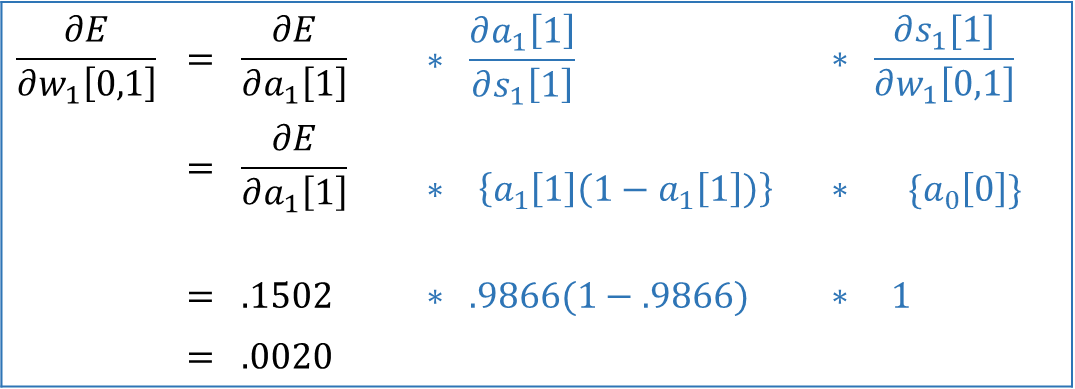 ∂E/∂w₁[0,1] = ∂E/∂a₁[1] * ∂a₁[1]/∂s₁[1] * ∂s₁[1]/∂w₁[0,1]
= ∂E/∂a₁[1] * {a₁[1](1 − a₁[1])} * {a₀[0]}
= .1502 * .9866(1 − .9866) * 1
= .0020